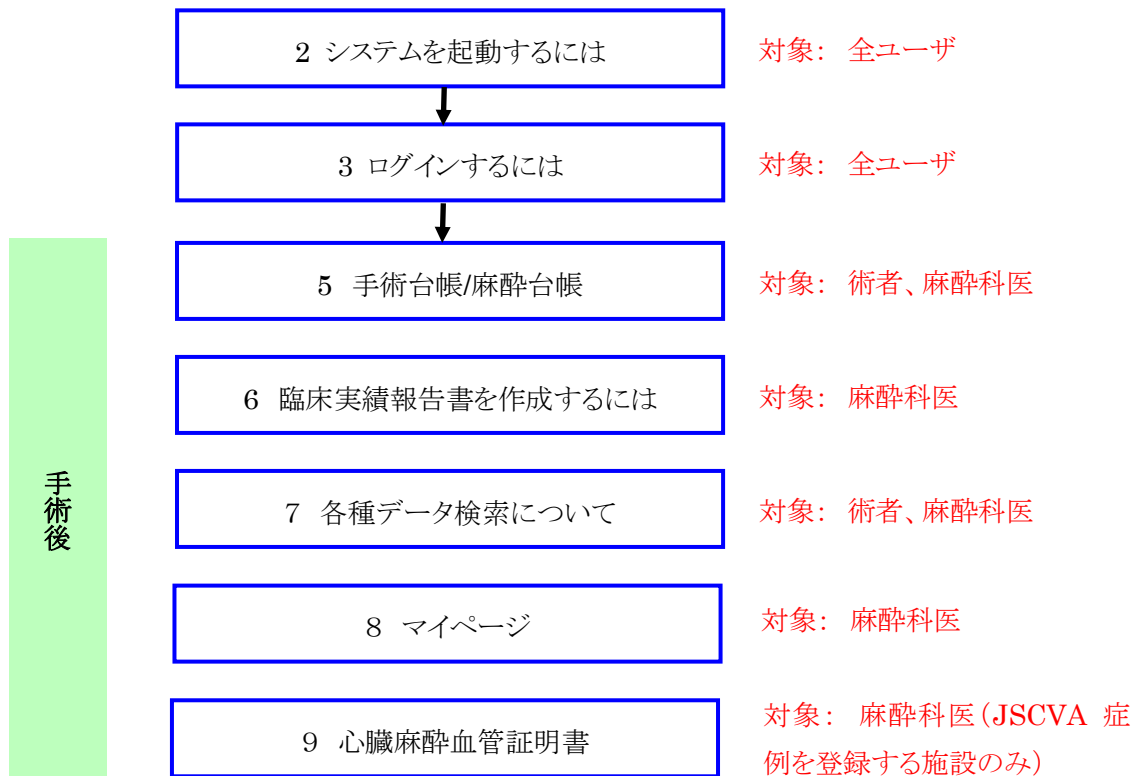 2 システムを起動するには
対象： 全ユーザ
3 ログインするには
対象： 全ユーザ
手術後
5 手術台帳/麻酔台帳
対象： 術者、麻酔科医
6 臨床実績報告書を作成するには
対象： 麻酔科医
7 各種データ検索について
対象： 術者、麻酔科医
8 マイページ
対象： 麻酔科医
9 心臓麻酔血管証明書
対象： 麻酔科医（JSCVA 症
例を登録する施設のみ）